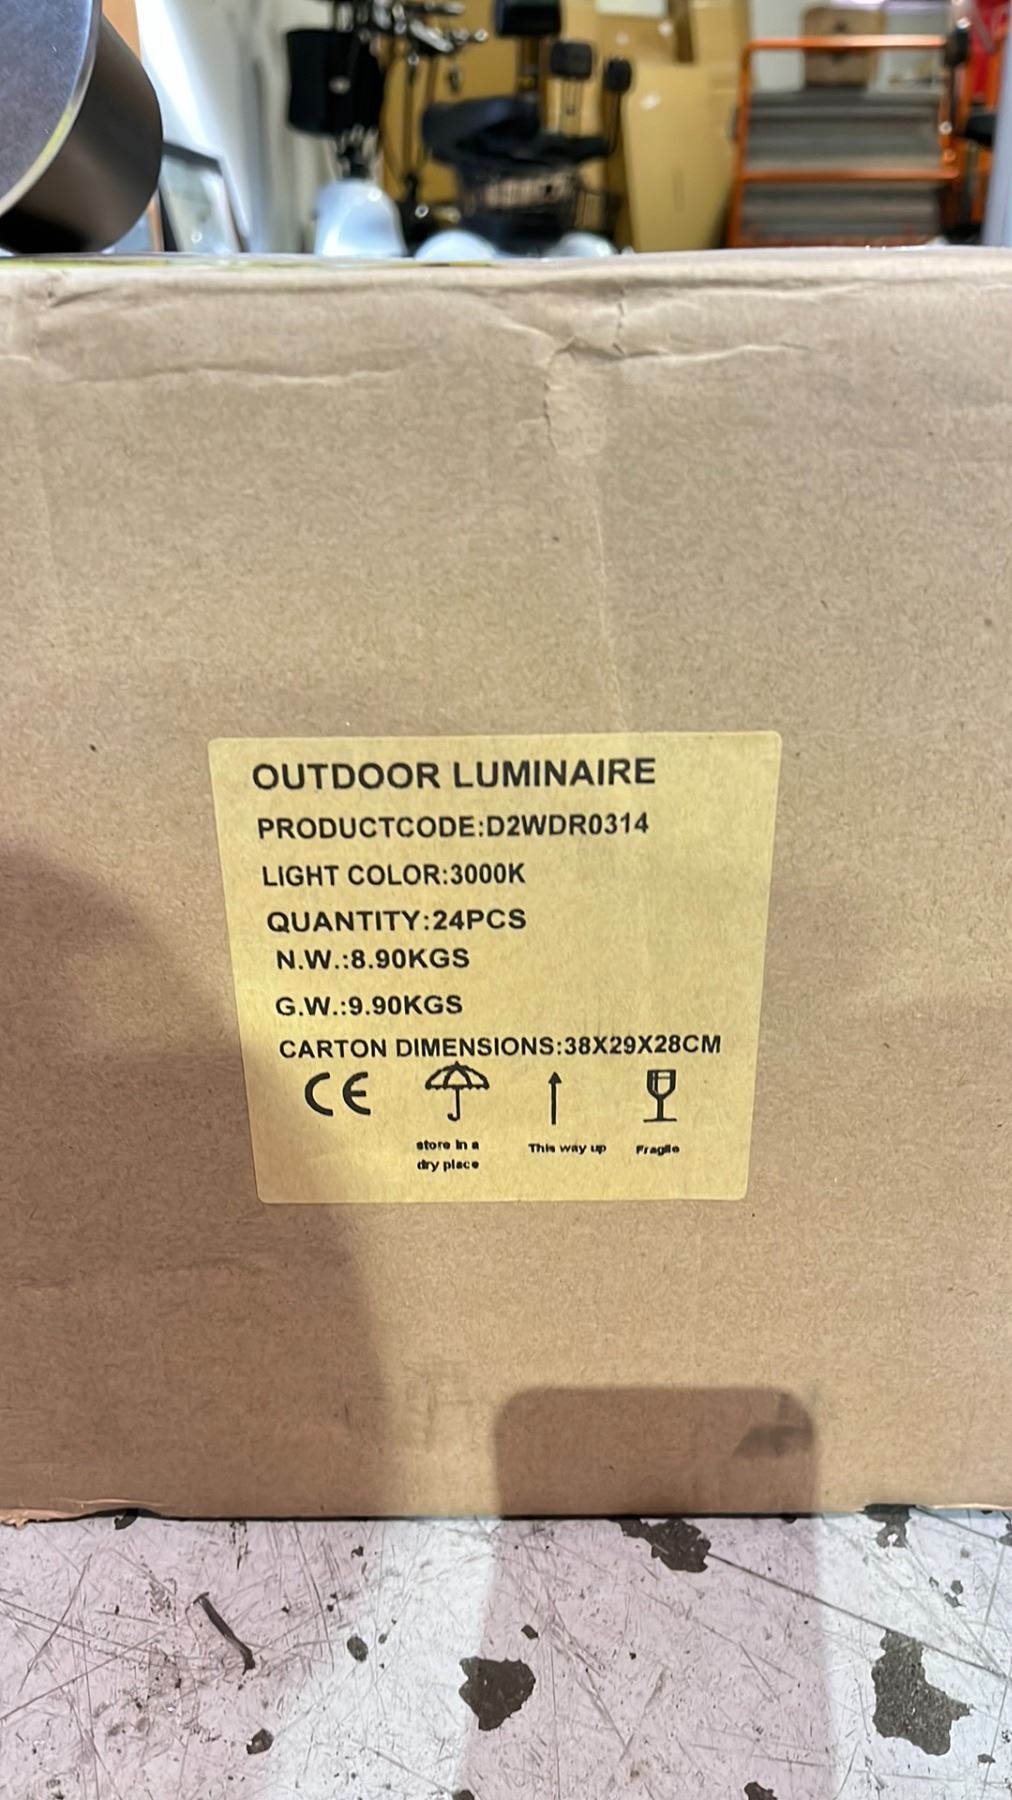 OUTDOOR LUMINAIRE
PRODUCTCODE:D2WDR0314
LIGHT COLOR:3000K
QUANTITY:24PCS
N.W.:8.90KGS
G.W.:9.90KGS
CARTON DIMENSIONS:38X29X28CM
CE
store in a
dry place
This way up
Fragile